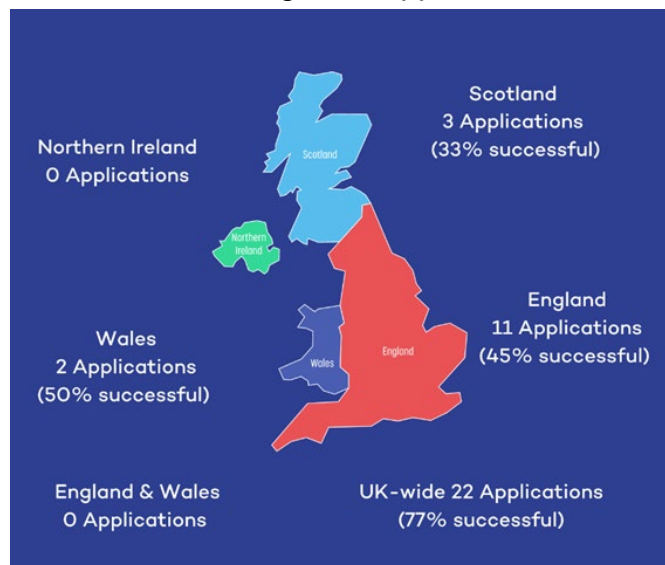 Scotland
3 Applications
(33% successful)
Northern Ireland
0 Applications
Scotland
Northern
Ireland
England
11 Applications
(45% successful)
Wales
2 Applications
(50% successful)
Wales
England
England & Wales
0 Applications
UK-wide 22 Applications
(77% successful)